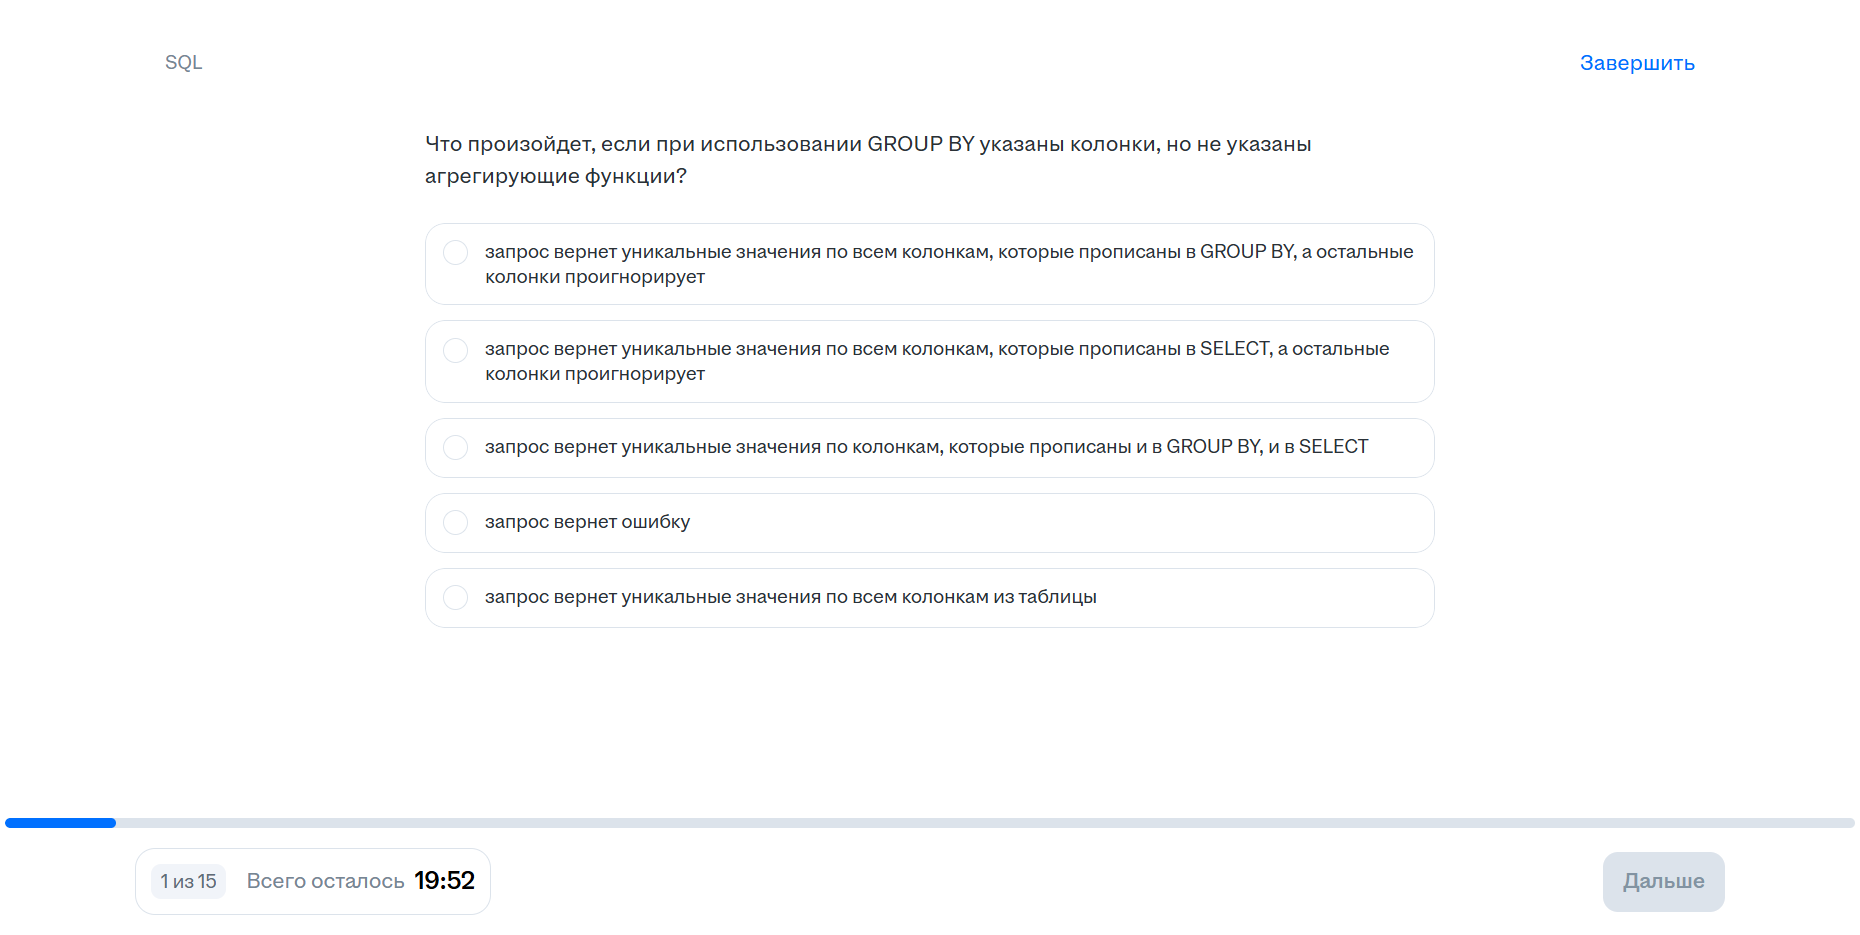 SQL
Завершить
Что произойдет, если при использовании GROUP BY указаны колонки, но не указаны
агрегирующие функции?
запрос вернет уникальные значения по всем колонкам, которые прописаны в GROUP BY, а остальные
колонки проигнорирует
запрос вернет уникальные значения по всем колонкам, которые прописаны в SELECT, а остальные
колонки проигнорирует
запрос вернет уникальные значения по колонкам, которые прописаны и в GROUP BY, и в SELECT
запрос вернет ошибку
запрос вернет уникальные значения по всем колонкам из таблицы
1 из 15
Всего осталось 19:52
Дальше